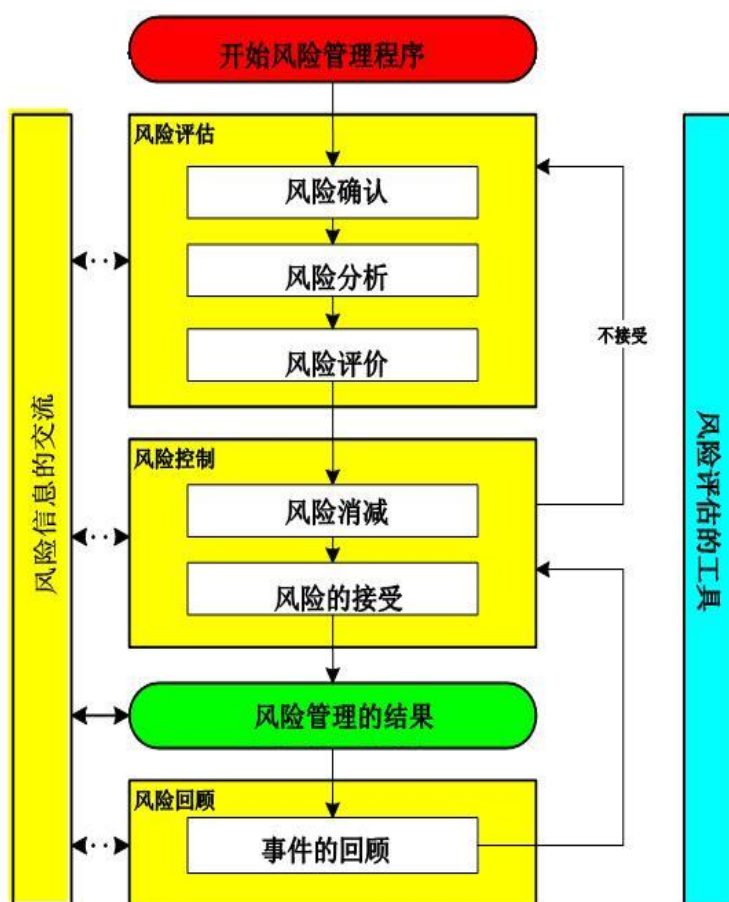 开始风险管理程序
风险评估
风险确认
风险分析
风险评价
不接受
风险控制
风险消减
风险的接受
风险管理的结果
风险回顾
事件的回顾
风险信息的交流
风险评估的工具